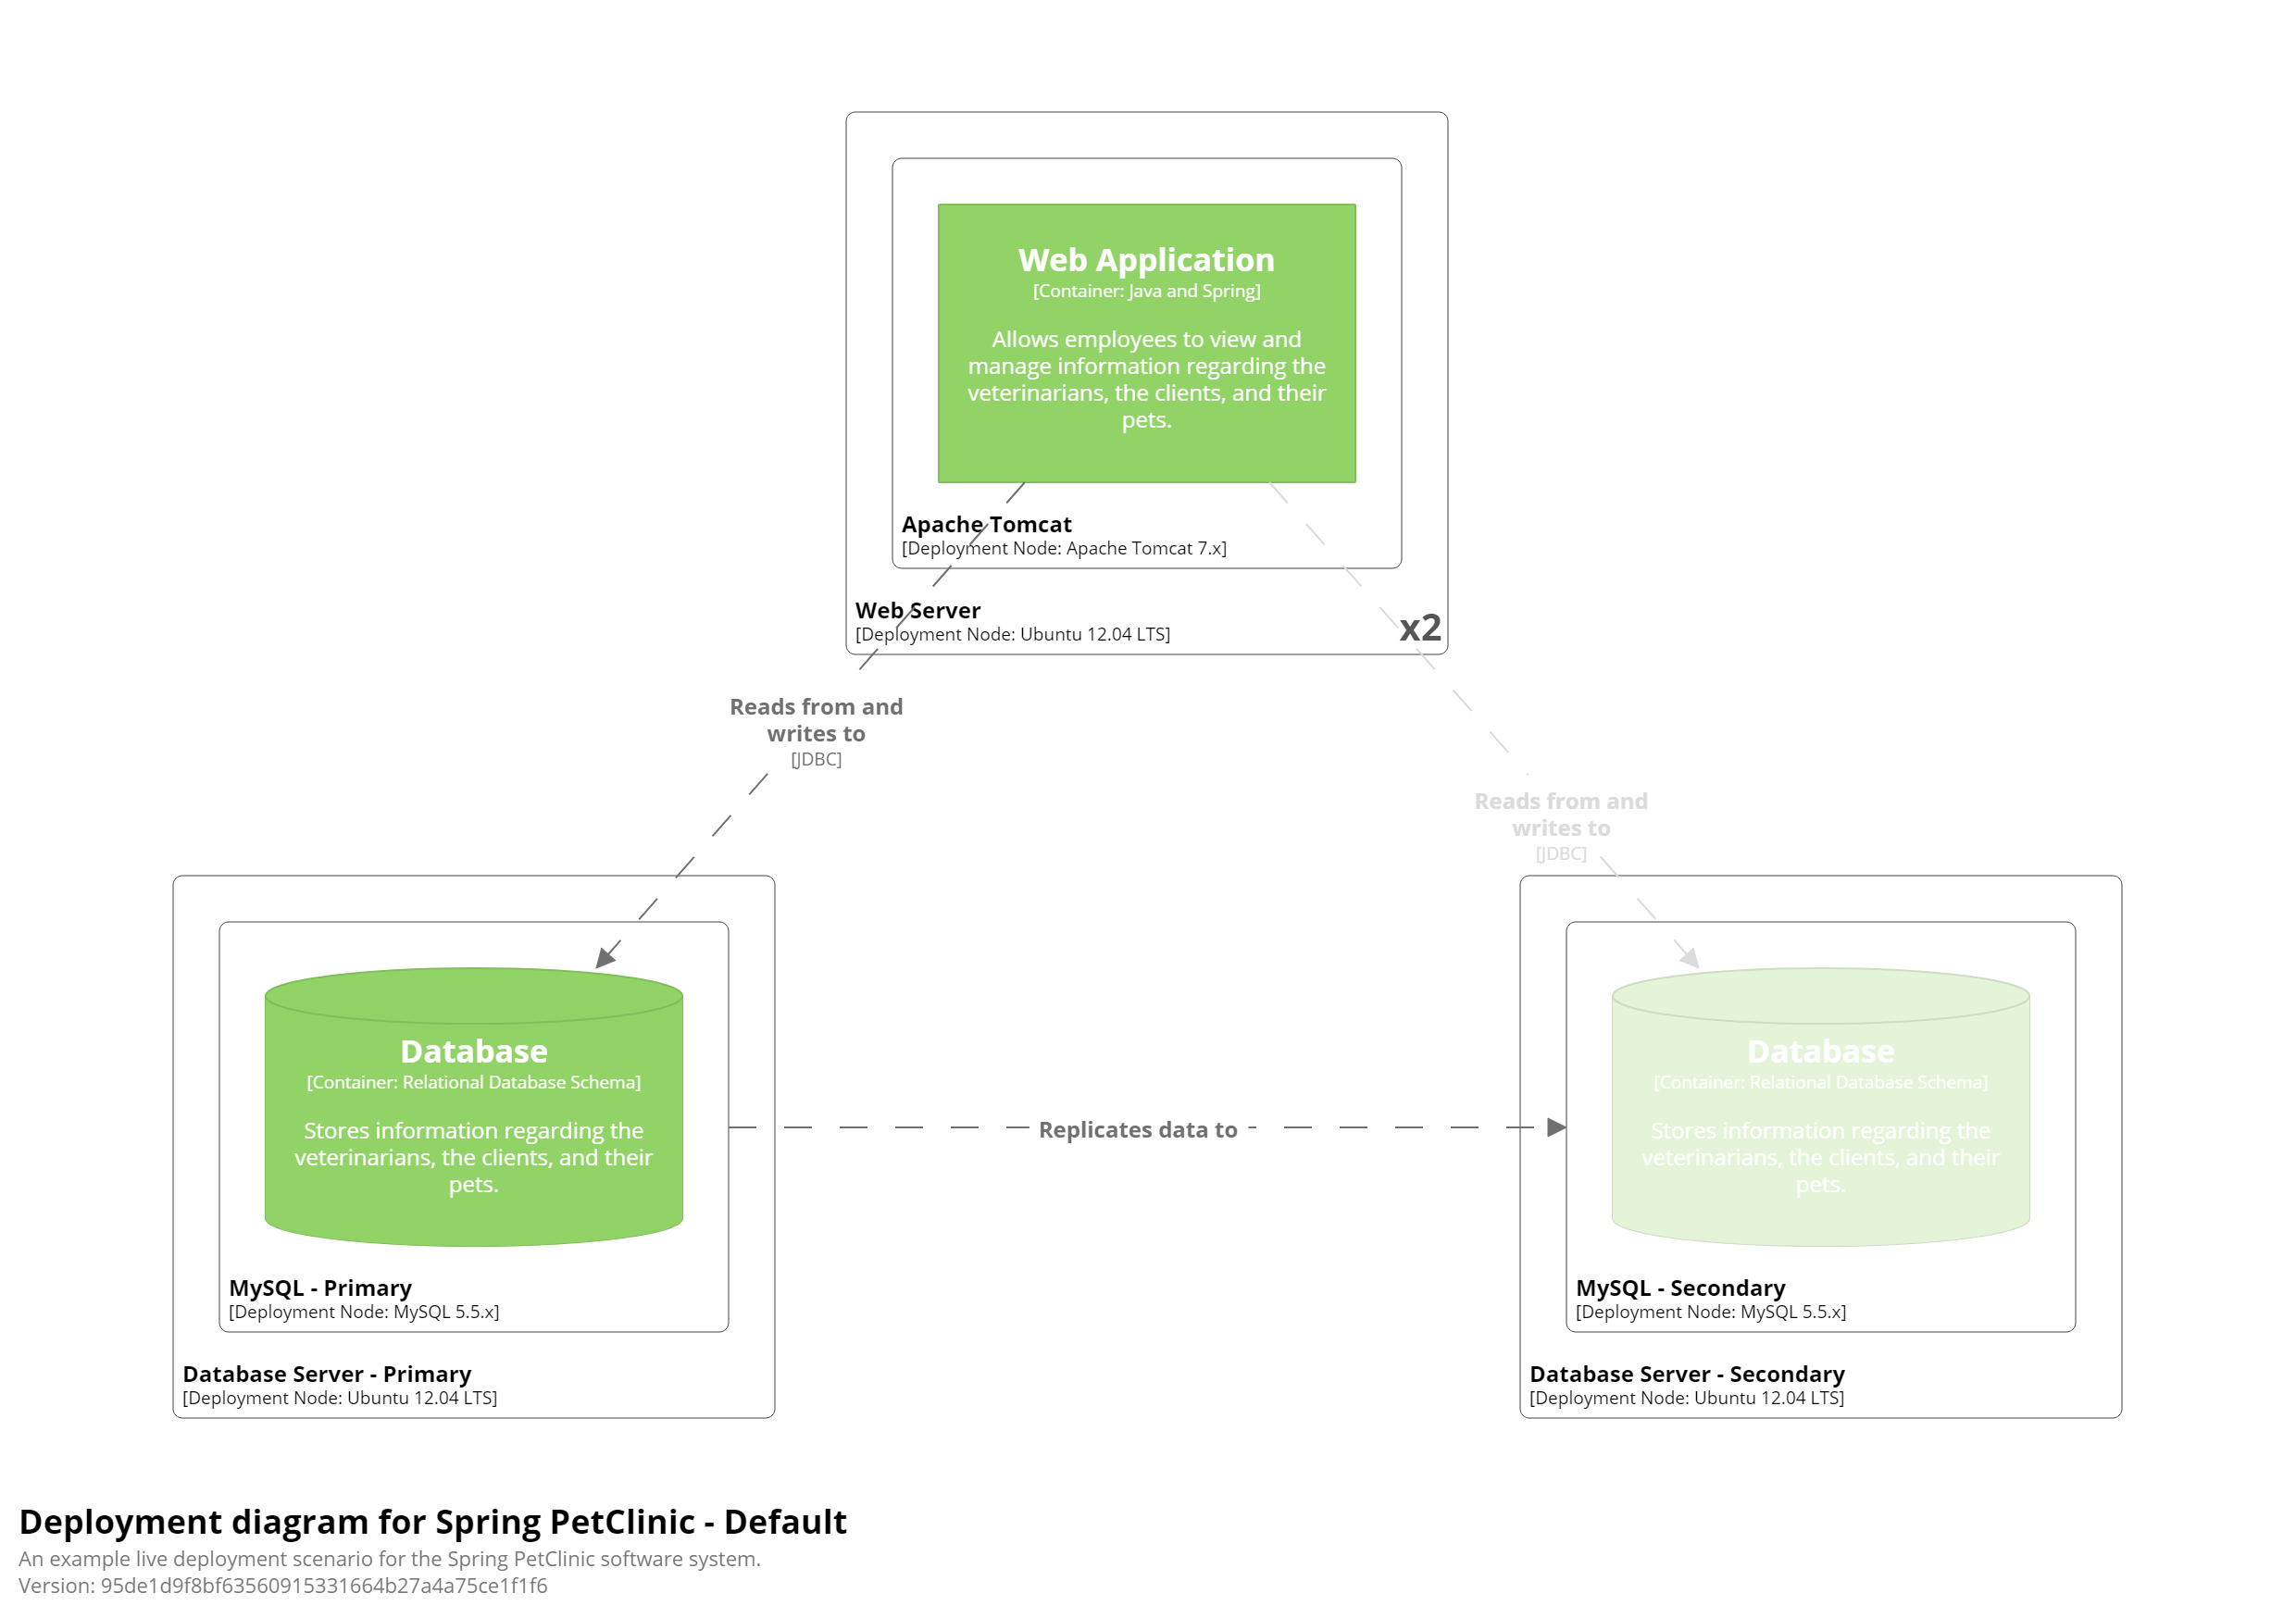 Web Application
[Container: Java and Spring]
Allows employees to view and
manage information regarding the
veterinarians, the clients, and their
pets.
Apache Tomcat
[Deployment Node: Apache Tomcat 7.x]
Web Server
[Deployment Node: Ubuntu 12.04 LTS]
x2
Reads from and
writes to
[JDBC]
Reads from and
writes to
[JDBC]
Database
[Container: Relational Database Schema]
Stores information regarding the
veterinarians, the clients, and their
pets.
MySQL - Primary
[Deployment Node: MySQL 5.5.x]
Database Server - Primary
[Deployment Node: Ubuntu 12.04 LTS]
Replicates data to
Database
[Container: Relational Database Schema]
Stores information regarding the
veterinarians, the clients, and their
pets.
MySQL - Secondary
[Deployment Node: MySQL 5.5.x]
Database Server - Secondary
[Deployment Node: Ubuntu 12.04 LTS]
Deployment diagram for Spring PetClinic - Default
An example live deployment scenario for the Spring PetClinic software system.
Version: 95de1d9f8bf63560915331664b27a4a75ce1f1f6